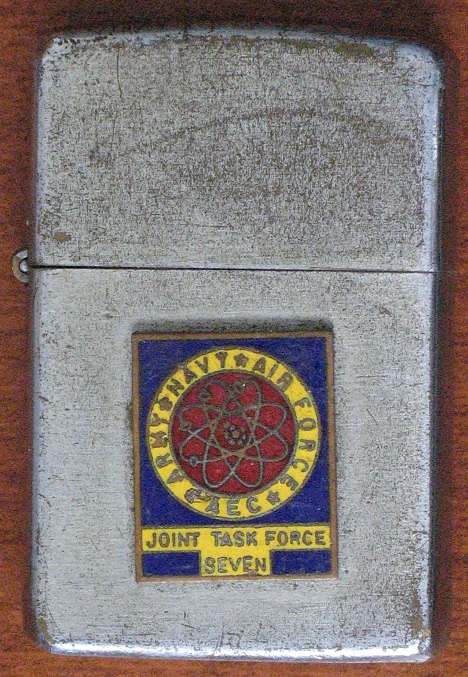 ARMY★NAVY★AIR FORCE★AEC★
JOINT TASK FORCE
SEVEN